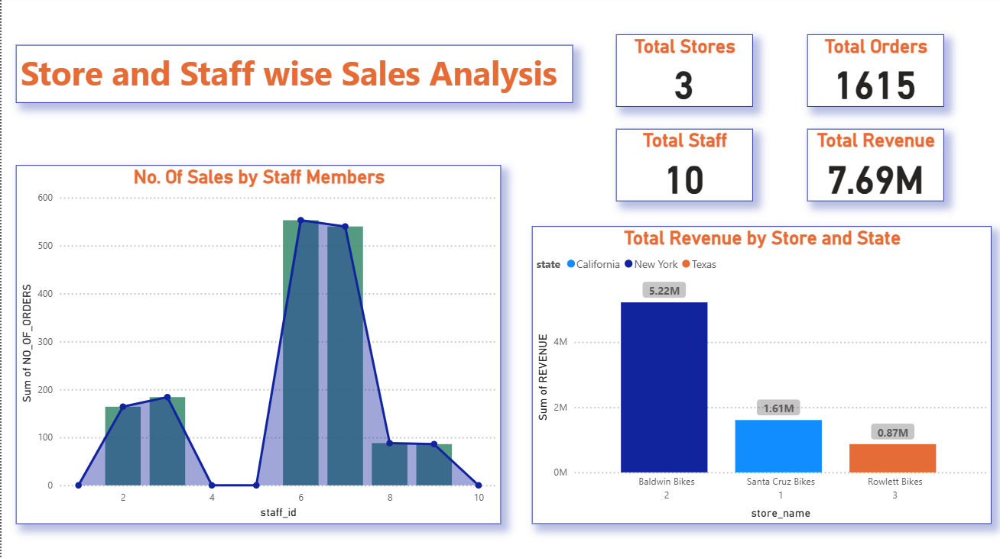 Store and Staff wise Sales Analysis
Total Stores
3
Total Orders
1615
Total Staff
10
Total Revenue
7.69M
No. Of Sales by Staff Members
Sum of NO_OF_ORDERS
600
500
400
300
200
100
0
2 4 6 8 10
staff_id
Total Revenue by Store and State
state California New York Texas
Sum of REVENUE
4M
2M
0M
5.22M
1.61M
0.87M
Baldwin Bikes Santa Cruz Bikes Rowlett Bikes
2 1 3
store_name